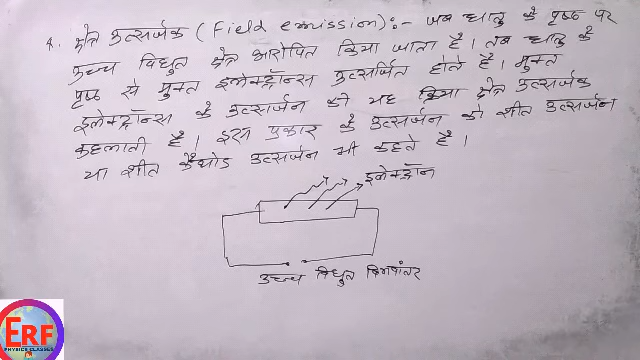 4. क्षेत्र उत्सर्जक (Field emission):- जब धातु के पृष्ठ पर
उच्च विधुत क्षेत्र आरोपित किया जाता है। तब धातु के
पृष्ठ से मुक्त इलेक्ट्रॉन्स उत्सर्जित होते है। मुक्त
इलेक्ट्रॉन्स के उत्सर्जन की यह क्रिया क्षेत्र उत्सर्जक
कहलाती है। इस प्रकार के उत्सर्जन को शीत उत्सर्जन
या शीत कैथोड उत्सर्जन भी कहते है।
इलेक्ट्रॉन
उच्च विधुत विभवांतर
ERF
PHYSICS CLASSES